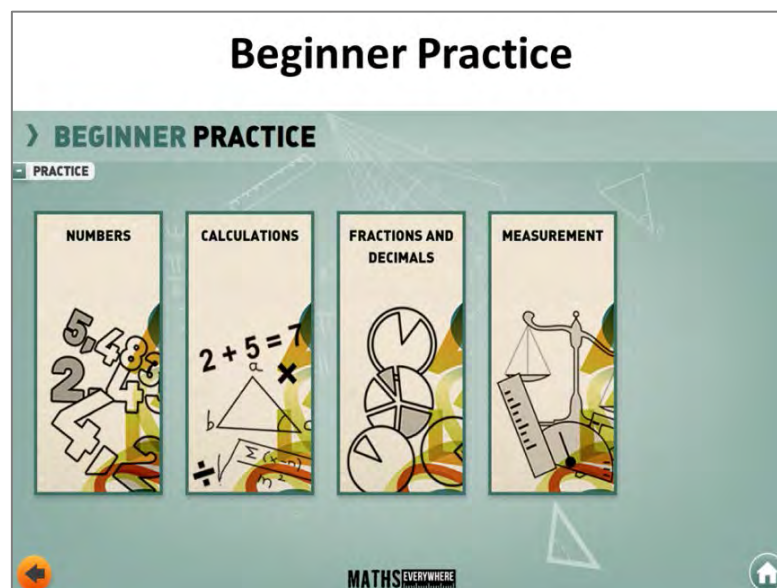 Beginner Practice
❯ BEGINNER PRACTICE
- PRACTICE
NUMBERS
CALCULATIONS
FRACTIONS AND
DECIMALS
MEASUREMENT
2 + 5 = 7
×
a
b
÷
MATHS EVERYWHERE